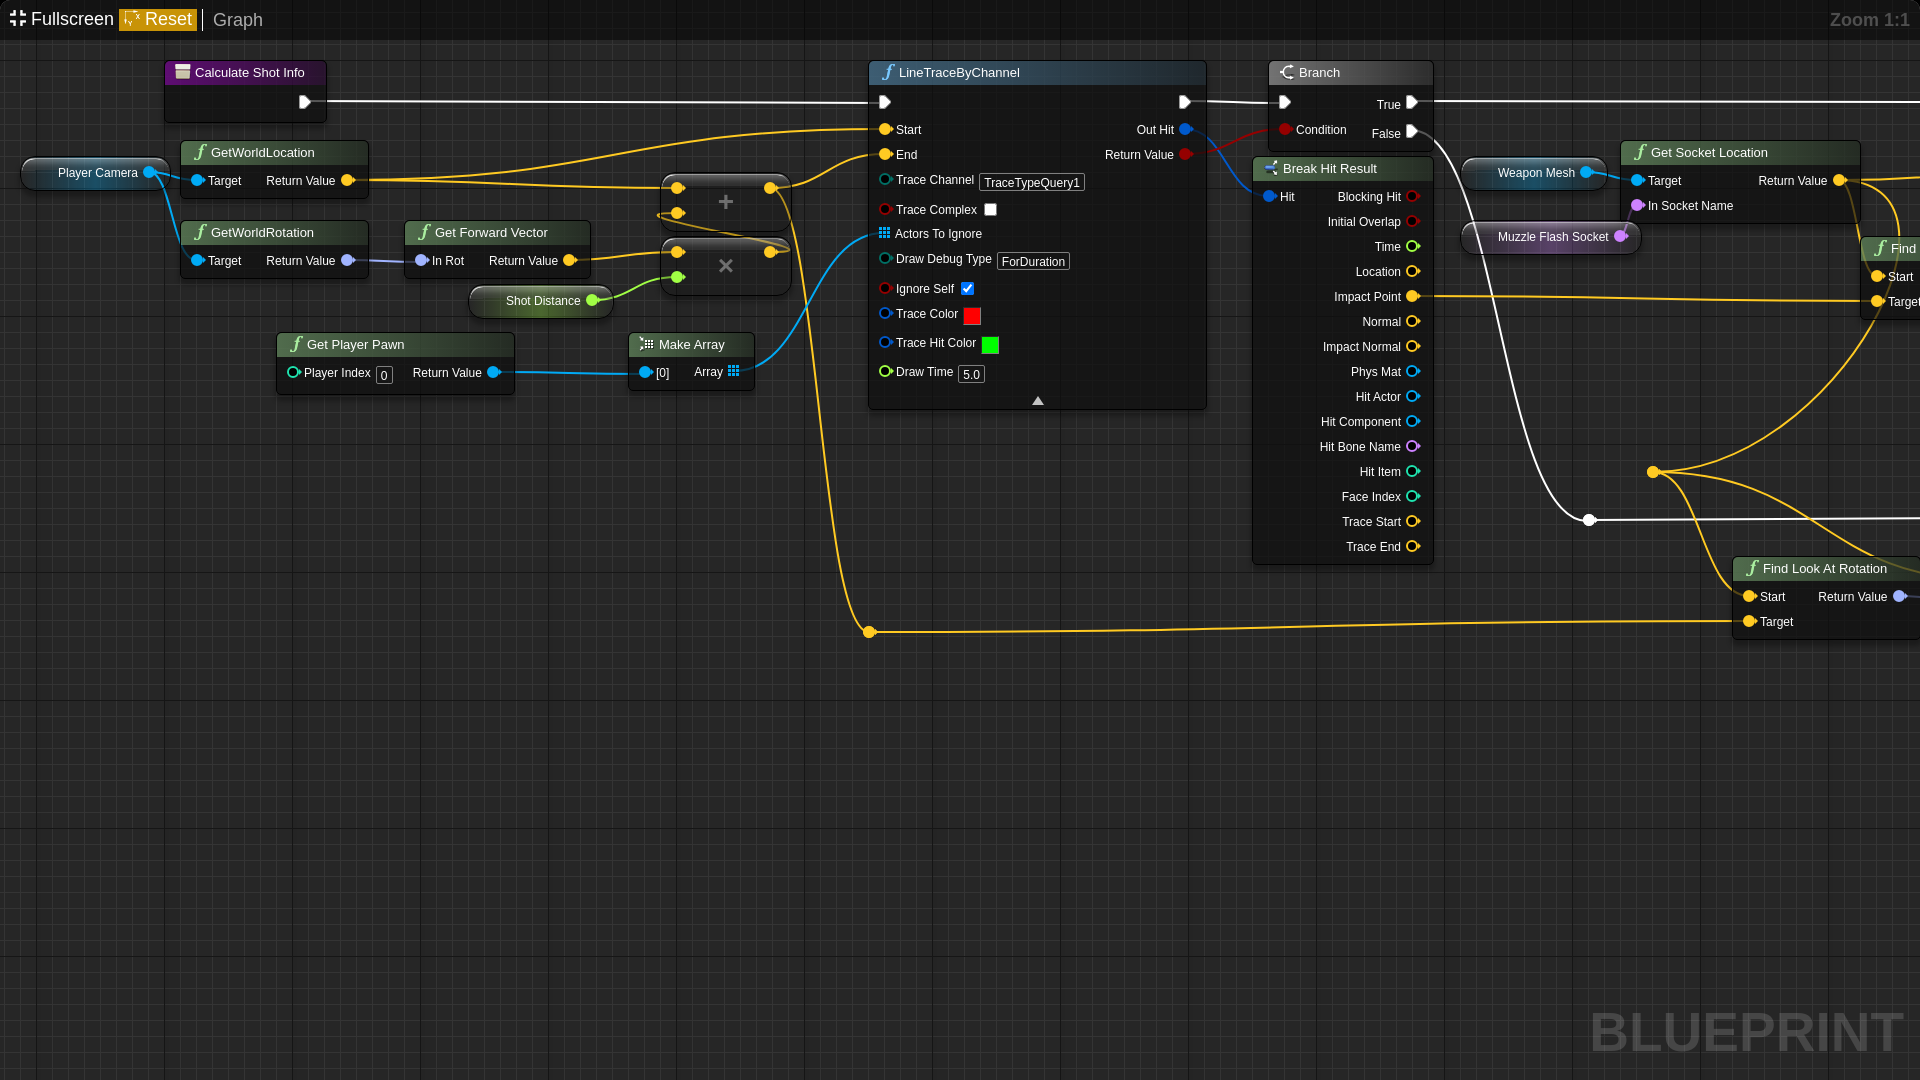 Fullscreen Reset Graph
Zoom 1:1
Calculate Shot Info
Player Camera
GetWorldLocation
Target Return Value
GetWorldRotation
Target Return Value
Get Forward Vector
In Rot Return Value
Shot Distance
+
×
Get Player Pawn
Player Index 0 Return Value
Make Array
[0] Array
LineTraceByChannel
Start Out Hit
End Return Value
Trace Channel TraceTypeQuery1
Trace Complex
Actors To Ignore
Draw Debug Type ForDuration
Ignore Self
Trace Color
Trace Hit Color
Draw Time 5.0
Branch
True
Condition False
Break Hit Result
Hit Blocking Hit
Initial Overlap
Time
Location
Impact Point
Normal
Impact Normal
Phys Mat
Hit Actor
Hit Component
Hit Bone Name
Hit Item
Face Index
Trace Start
Trace End
Weapon Mesh
Muzzle Flash Socket
Get Socket Location
Target Return Value
In Socket Name
Find
Start
Target
Find Look At Rotation
Start Return Value
Target
BLUEPRINT